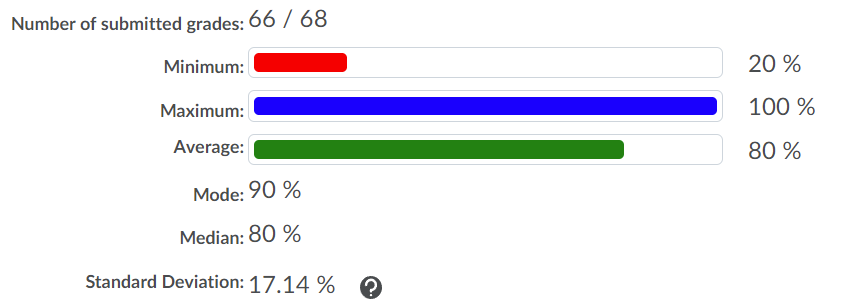 Number of submitted grades: 66 / 68
Minimum: 20 %
Maximum: 100 %
Average: 80 %
Mode: 90 %
Median: 80 %
Standard Deviation: 17.14 % ?